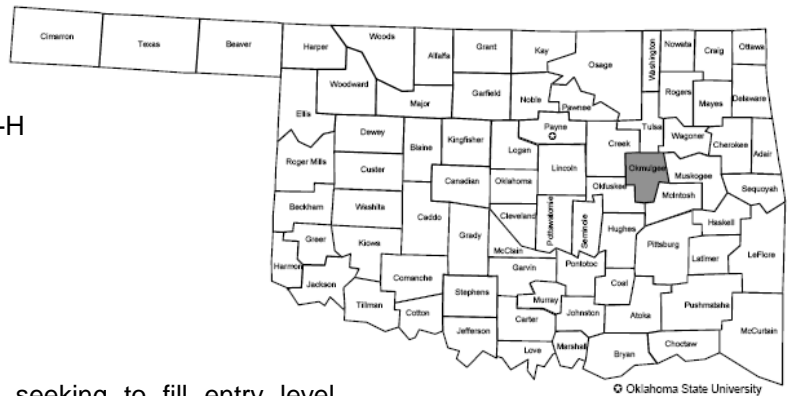 Cimarron
Texas
Beaver
Harper
Woods
Alfalfa
Grant
Kay
Osage
Washington
Nowata
Craig
Ottawa
Woodward
Major
Garfield
Noble
Pawnee
Rogers
Mayes
Delaware
-H
Ellis
Dewey
Blaine
Kingfisher
Logan
Payne
Creek
Tulsa
Wagoner
Cherokee
Adair
Roger Mills
Custer
Canadian
Oklahoma
Lincoln
Okfuskee
Okmulgee
Muskogee
McIntosh
Sequoyah
Beckham
Washita
Caddo
Grady
Cleveland
Pottawatomie
Seminole
Hughes
Haskell
Greer
Kiowa
McClain
Garvin
Pontotoc
Pittsburg
Latimer
LeFlore
Harmon
Jackson
Comanche
Stephens
Murray
Coal
Tillman
Cotton
Carter
Johnston
Atoka
Pushmataha
McCurtain
Jefferson
Love
Marshall
Bryan
Choctaw
seeking to fill entry level
Oklahoma State University